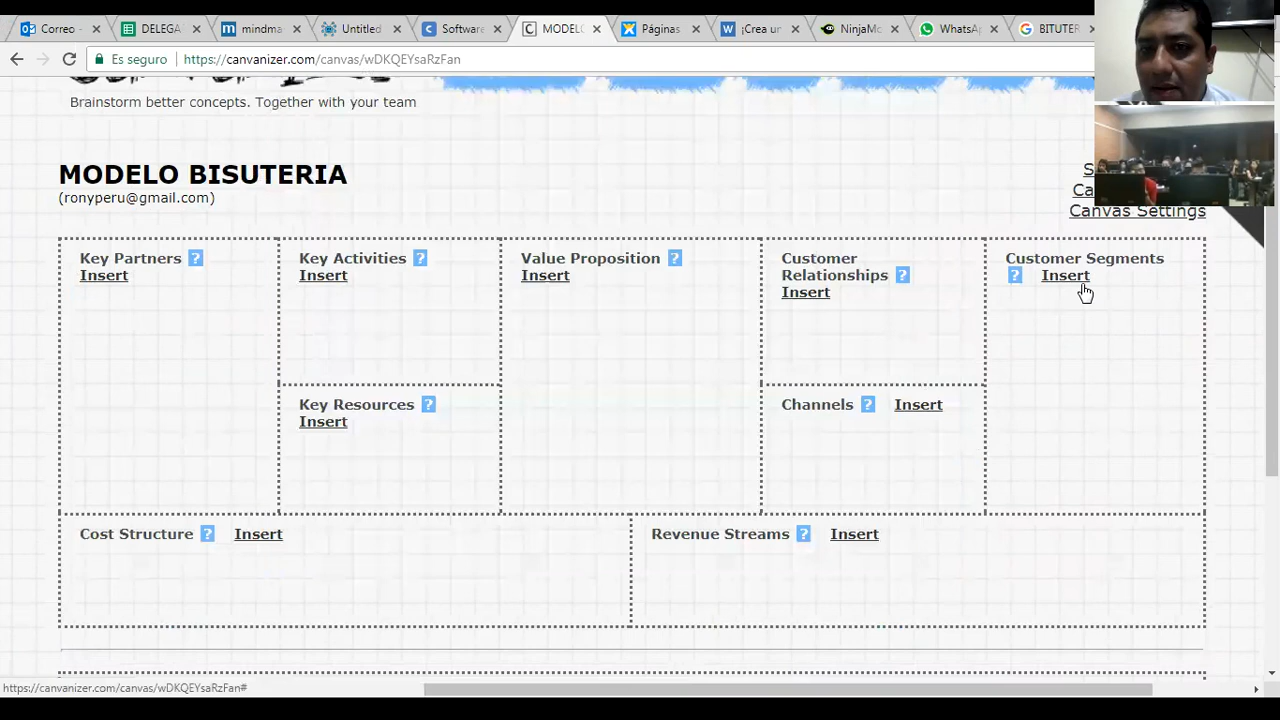 Correo -
DELEGA
mindma
Untitled
Software
MODELO
Páginas
¡Crea un
NinjaMo
WhatsAp
BITUTER
Es seguro
https://canvanizer.com/canvas/wDKQEYsaRzFan
Brainstorm better concepts. Together with your team
MODELO BISUTERIA
(ronyperu@gmail.com)
Canvas Settings
Key Partners ?
Insert
Key Activities ?
Insert
Value Proposition ?
Insert
Customer
Relationships ?
Insert
Customer Segments
? Insert
Key Resources ?
Insert
Channels ? Insert
Cost Structure ? Insert
Revenue Streams ? Insert
https://canvanizer.com/canvas/wDKQEYsaRzFan#